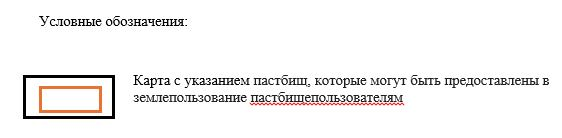 Условные обозначения:
Карта с указанием пастбищ, которые могут быть предоставлены в
землепользование пастбищепользователям